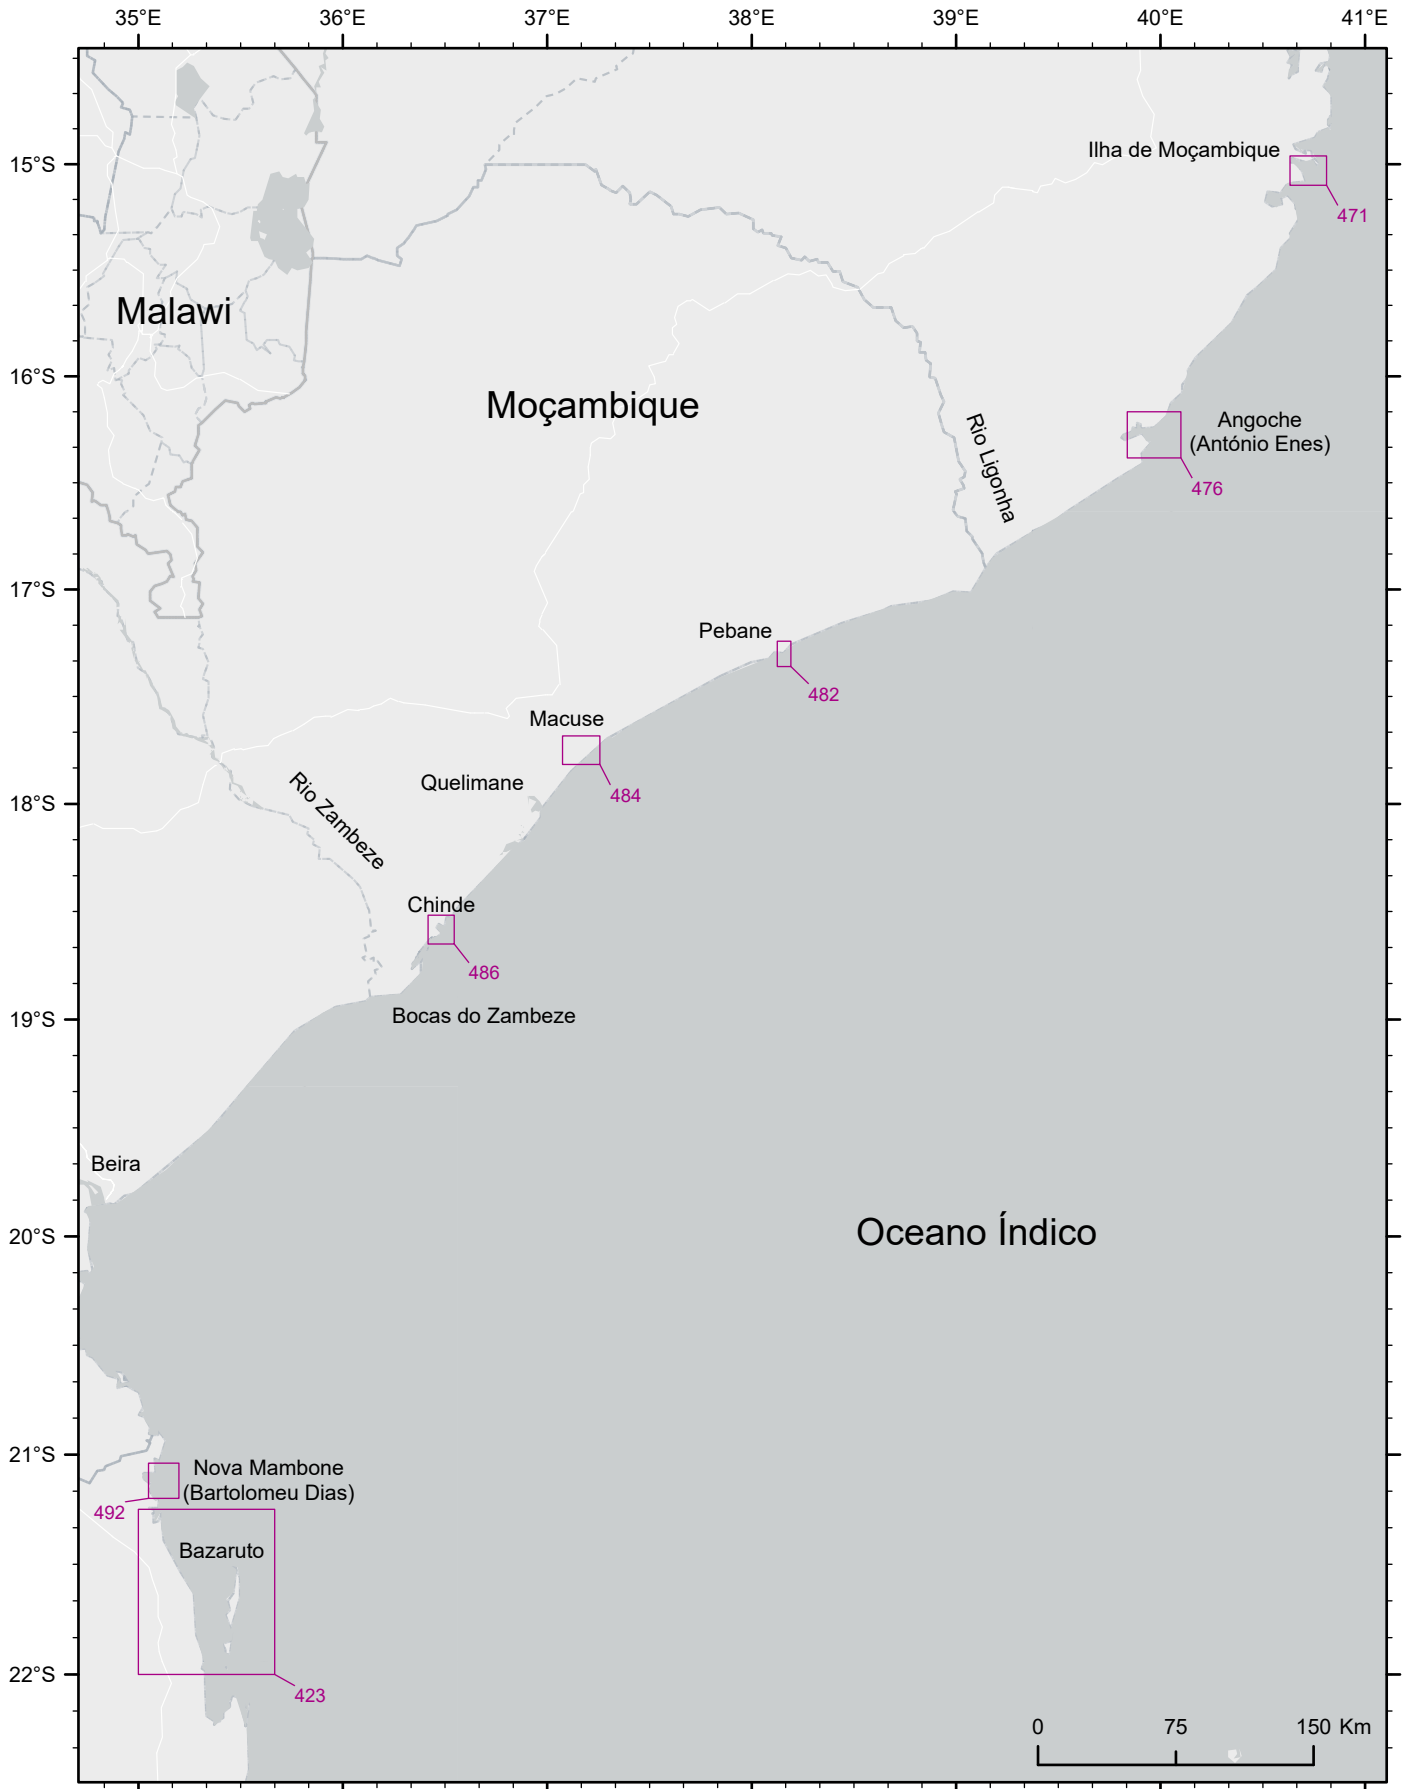 35°E 36°E 37°E 38°E 39°E 40°E 41°E
15°S
Ilha de Moçambique
471
Malawi
16°S
Moçambique
Angoche
(António Enes)
Rio Ligonha
476
17°S
Pebane
482
Macuse
Quelimane
484
18°S
Rio Zambeze
Chinde
486
19°S
Bocas do Zambeze
Beira
20°S
Oceano Índico
21°S
Nova Mambone
(Bartolomeu Dias)
492
Bazaruto
22°S
423
0 75 150 Km